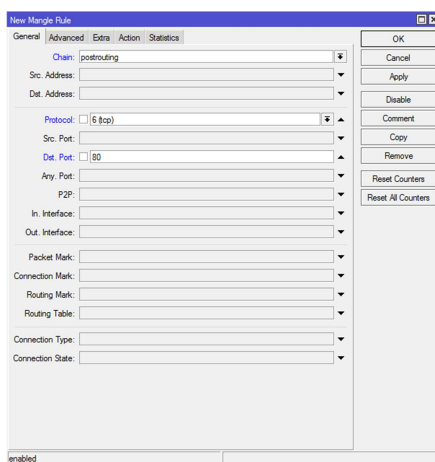 New Mangle Rule
General Advanced Extra Action Statistics
Chain: postrouting
Src. Address:
Dst. Address:
Protocol: 6 (tcp)
Src. Port:
Dst. Port: 80
Any. Port:
P2P:
In. Interface:
Out. Interface:
Packet Mark:
Connection Mark:
Routing Mark:
Routing Table:
Connection Type:
Connection State:
OK
Cancel
Apply
Disable
Comment
Copy
Remove
Reset Counters
Reset All Counters
enabled